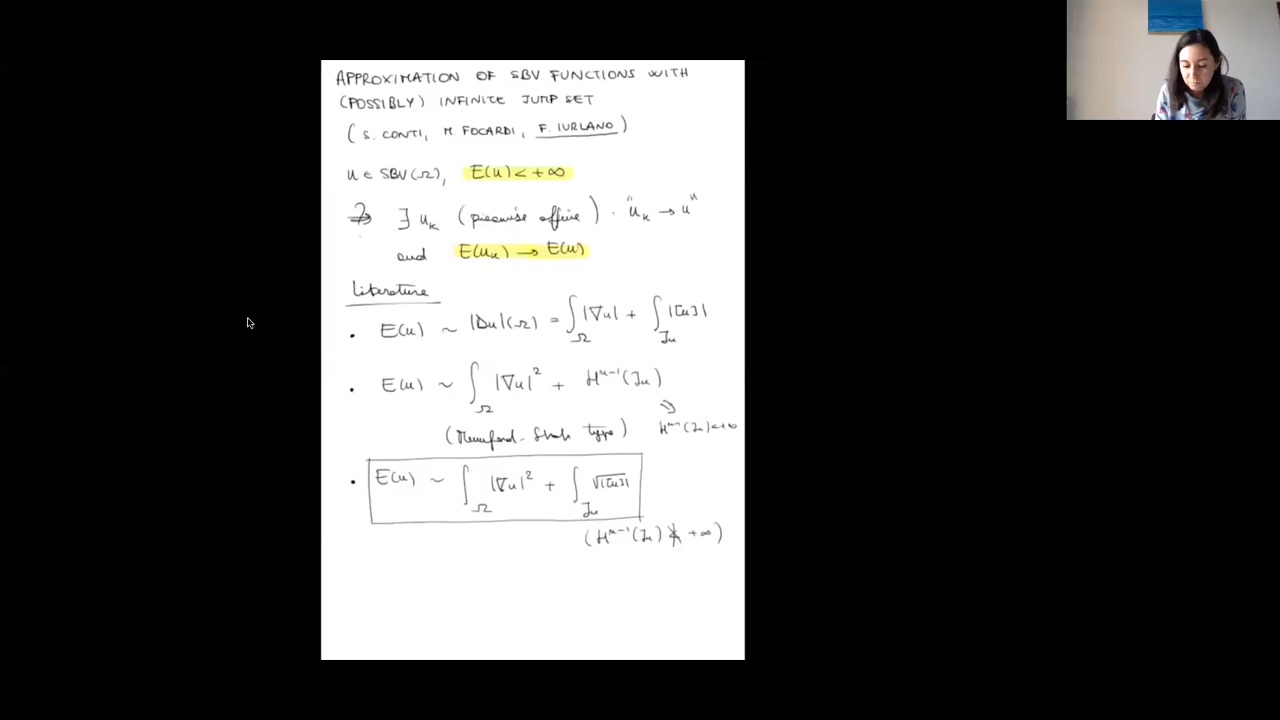 APPROXIMATION OF SBV FUNCTIONS WITH
(POSSIBLY) INFINITE JUMP SET
(S. CONTI, M. FOCARDI, F. IURLANO)
u ∈ SBV(Ω), E(u) < +∞
⇒ ∃ u_k (piecewise affine). "u_k → u"
and E(u_k) → E(u)
Literature
• E(u) ~ |Du|(Ω) = ∫_Ω |∇u| + ∫_{J_u} |[u]|
• E(u) ~ ∫_Ω |∇u|² + H^{n-1}(J_u)
(Mumford-Shah type) ⇒ H^{n-1}(J_u) < +∞
• E(u) ~ ∫_Ω |∇u|² + ∫_{J_u} √|[u]|
(H^{n-1}(J_u) ≮ +∞)